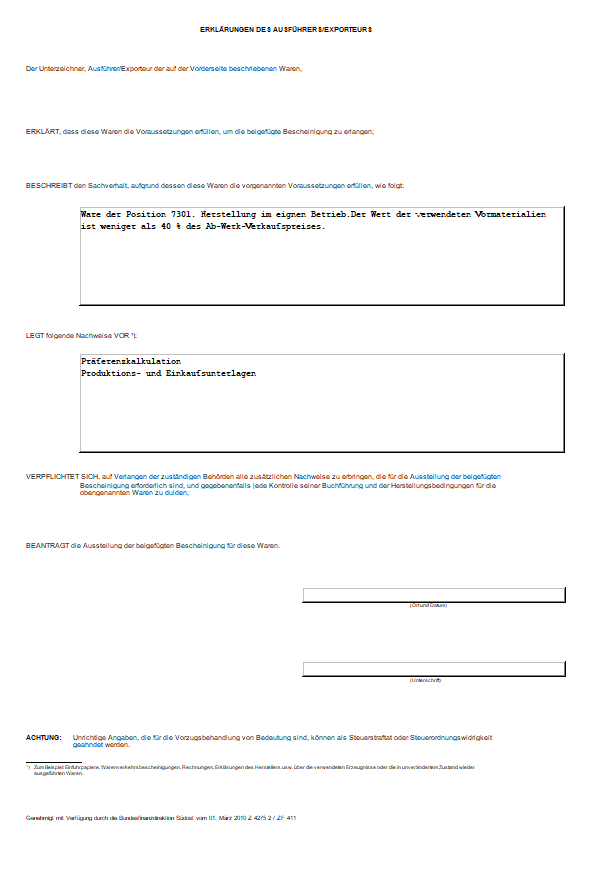 ERKLÄRUNGEN DES AUSFÜHRERS/EXPORTEURS
Der Unterzeichner, Ausführer/Exporteur der auf der Vorderseite beschriebenen Waren,
ERKLÄRT, dass diese Waren die Voraussetzungen erfüllen, um die beigefügte Bescheinigung zu erlangen;
BESCHREIBT den Sachverhalt, aufgrund dessen diese Waren die vorgenannten Voraussetzungen erfüllen, wie folgt:
Ware der Position 7301. Herstellung im eignen Betrieb.Der Wert der verwendeten Vormaterialien
ist weniger als 40 % des Ab-Werk-Verkaufspreises.
LEGT folgende Nachweise VOR ¹):
Präferenzkalkulation
Produktions- und Einkaufsunterlagen
VERPFLICHTET SICH, auf Verlangen der zuständigen Behörden alle zusätzlichen Nachweise zu erbringen, die für die Ausstellung der beigefügten
Bescheinigung erforderlich sind, und gegebenenfalls jede Kontrolle seiner Buchführung und der Herstellungsbedingungen für die
obengenannten Waren zu dulden;
BEANTRAGT die Ausstellung der beigefügten Bescheinigung für diese Waren.
(Ort und Datum)
(Unterschrift)
ACHTUNG: Unrichtige Angaben, die für die Vorzugsbehandlung von Bedeutung sind, können als Steuerstraftat oder Steuerordnungswidrigkeit
geahndet werden.
¹) Zum Beispiel: Einfuhrpapiere, Warenverkehrsbescheinigungen, Rechnungen, Erklärungen des Herstellers usw. über die verwendeten Erzeugnisse oder die in unverändertem Zustand wieder
ausgeführten Waren.
Genehmigt mit Verfügung durch die Bundesfinanzdirektion Südost vom 01. März 2010 Z 4275 2 / ZF 411